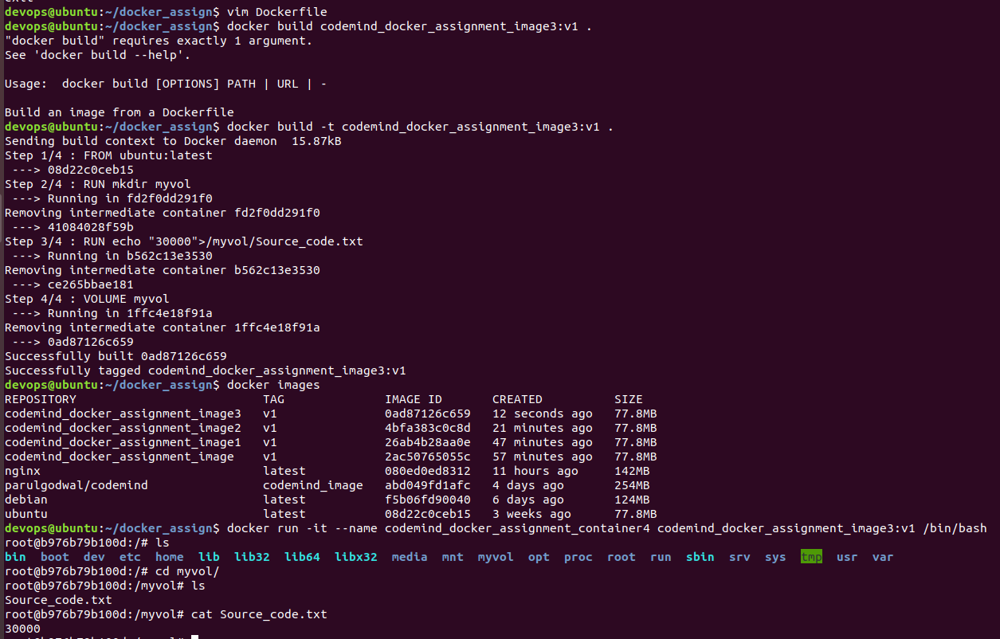 devops@ubuntu:~/docker_assign$ vim Dockerfile
devops@ubuntu:~/docker_assign$ docker build codemind_docker_assignment_image3:v1 .
"docker build" requires exactly 1 argument.
See 'docker build --help'.
Usage:  docker build [OPTIONS] PATH | URL | -
Build an image from a Dockerfile
devops@ubuntu:~/docker_assign$ docker build -t codemind_docker_assignment_image3:v1 .
Sending build context to Docker daemon  15.87kB
Step 1/4 : FROM ubuntu:latest
 ---> 08d22c0ceb15
Step 2/4 : RUN mkdir myvol
 ---> Running in fd2f0dd291f0
Removing intermediate container fd2f0dd291f0
 ---> 41084028f59b
Step 3/4 : RUN echo "30000">/myvol/Source_code.txt
 ---> Running in b562c13e3530
Removing intermediate container b562c13e3530
 ---> ce265bbae181
Step 4/4 : VOLUME myvol
 ---> Running in 1ffc4e18f91a
Removing intermediate container 1ffc4e18f91a
 ---> 0ad87126c659
Successfully built 0ad87126c659
Successfully tagged codemind_docker_assignment_image3:v1
devops@ubuntu:~/docker_assign$ docker images
REPOSITORY                          TAG              IMAGE ID       CREATED          SIZE
codemind_docker_assignment_image3   v1               0ad87126c659   12 seconds ago   77.8MB
codemind_docker_assignment_image2   v1               4bfa383c0c8d   21 minutes ago   77.8MB
codemind_docker_assignment_image1   v1               26ab4b28aa0e   47 minutes ago   77.8MB
codemind_docker_assignment_image    v1               2ac50765055c   57 minutes ago   77.8MB
nginx                               latest           080ed0ed8312   11 hours ago     142MB
parulgodwal/codemind                codemind_image   abd049fd1afc   4 days ago       254MB
debian                              latest           f5b06fd90040   6 days ago       124MB
ubuntu                              latest           08d22c0ceb15   3 weeks ago      77.8MB
devops@ubuntu:~/docker_assign$ docker run -it --name codemind_docker_assignment_container4 codemind_docker_assignment_image3:v1 /bin/bash
root@b976b79b100d:/# ls
bin  boot  dev  etc  home  lib  lib32  lib64  libx32  media  mnt  myvol  opt  proc  root  run  sbin  srv  sys  tmp  usr  var
root@b976b79b100d:/# cd myvol/
root@b976b79b100d:/myvol# ls
Source_code.txt
root@b976b79b100d:/myvol# cat Source_code.txt
30000